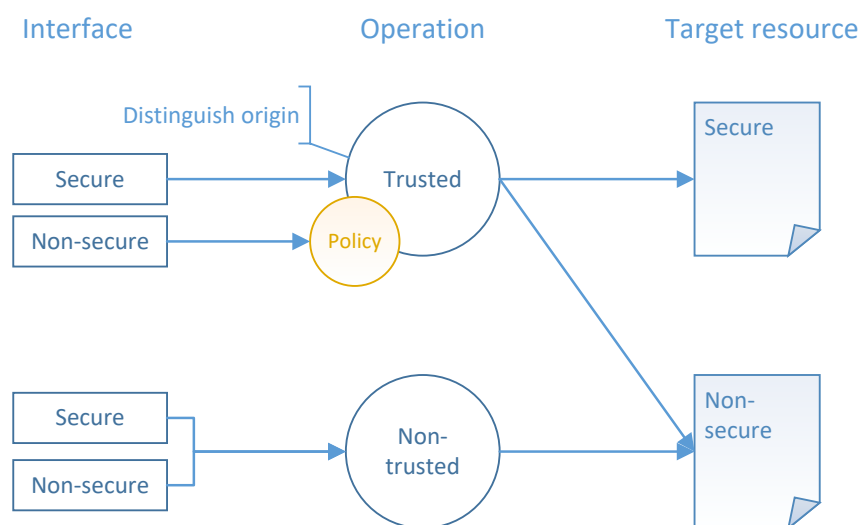 Interface
Operation
Target resource
Distinguish origin
Secure
Secure
Trusted
Non-secure
Policy
Secure
Non-
secure
Non-
trusted
Non-secure